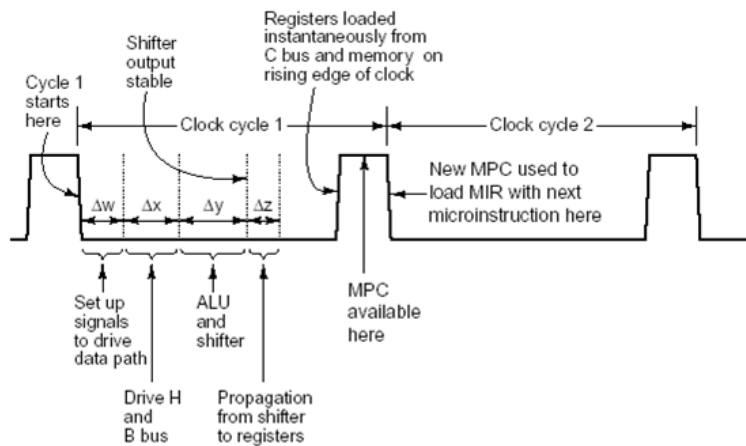 Registers loaded
instantaneously from
C bus and memory on
rising edge of clock
Shifter
output
stable
Cycle 1
starts
here
Clock cycle 1
Clock cycle 2
New MPC used to
load MIR with next
microinstruction here
Δw
Δx
Δy
Δz
Set up
signals
to drive
data path
ALU
and
shifter
MPC
available
here
Drive H
and
B bus
Propagation
from shifter
to registers